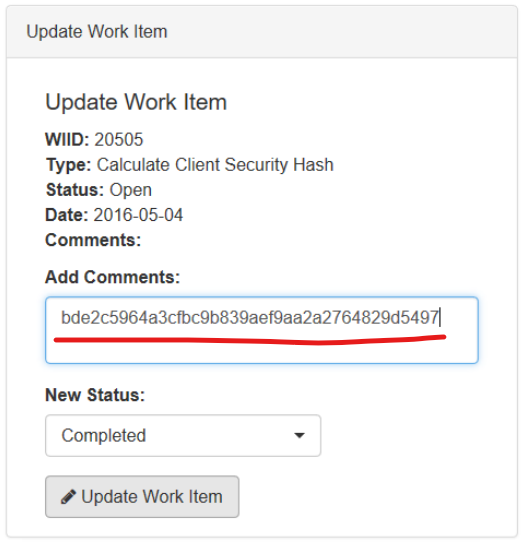 Update Work Item
Update Work Item
WIID: 20505
Type: Calculate Client Security Hash
Status: Open
Date: 2016-05-04
Comments:
Add Comments:
bde2c5964a3cfbc9b839aef9aa2a2764829d5497
New Status:
Completed
Update Work Item